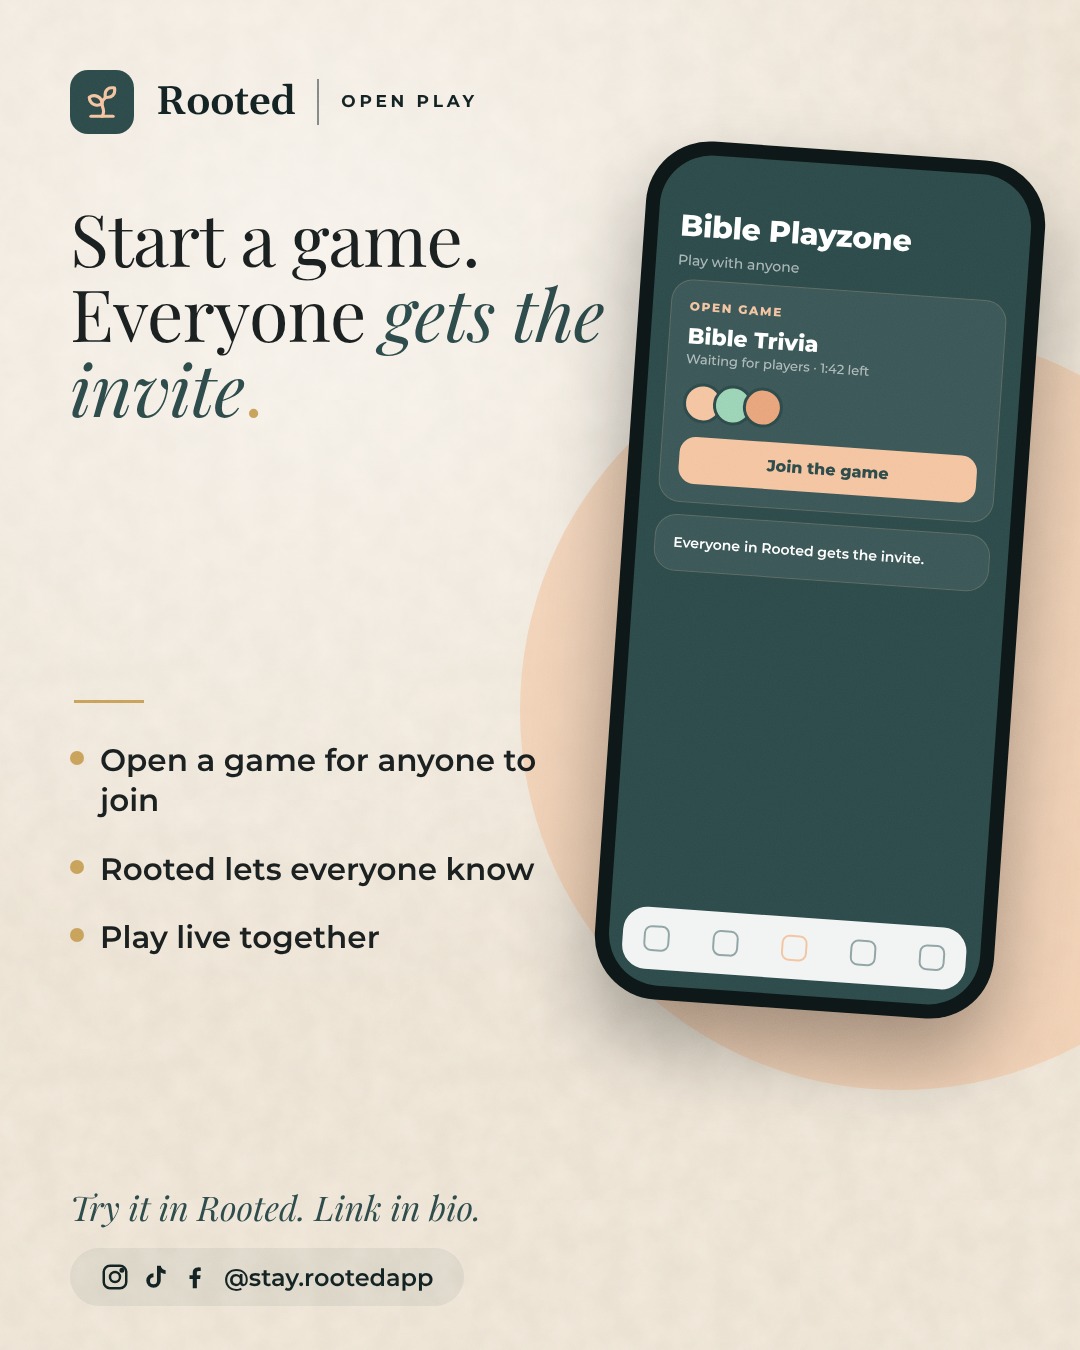 Rooted
OPEN PLAY
Start a game.
Everyone gets the
invite.
Bible Playzone
Play with anyone
OPEN GAME
Bible Trivia
Waiting for players · 1:42 left
Join the game
Everyone in Rooted gets the invite.
Open a game for anyone to
join
Rooted lets everyone know
Play live together
Try it in Rooted. Link in bio.
@stay.rootedapp